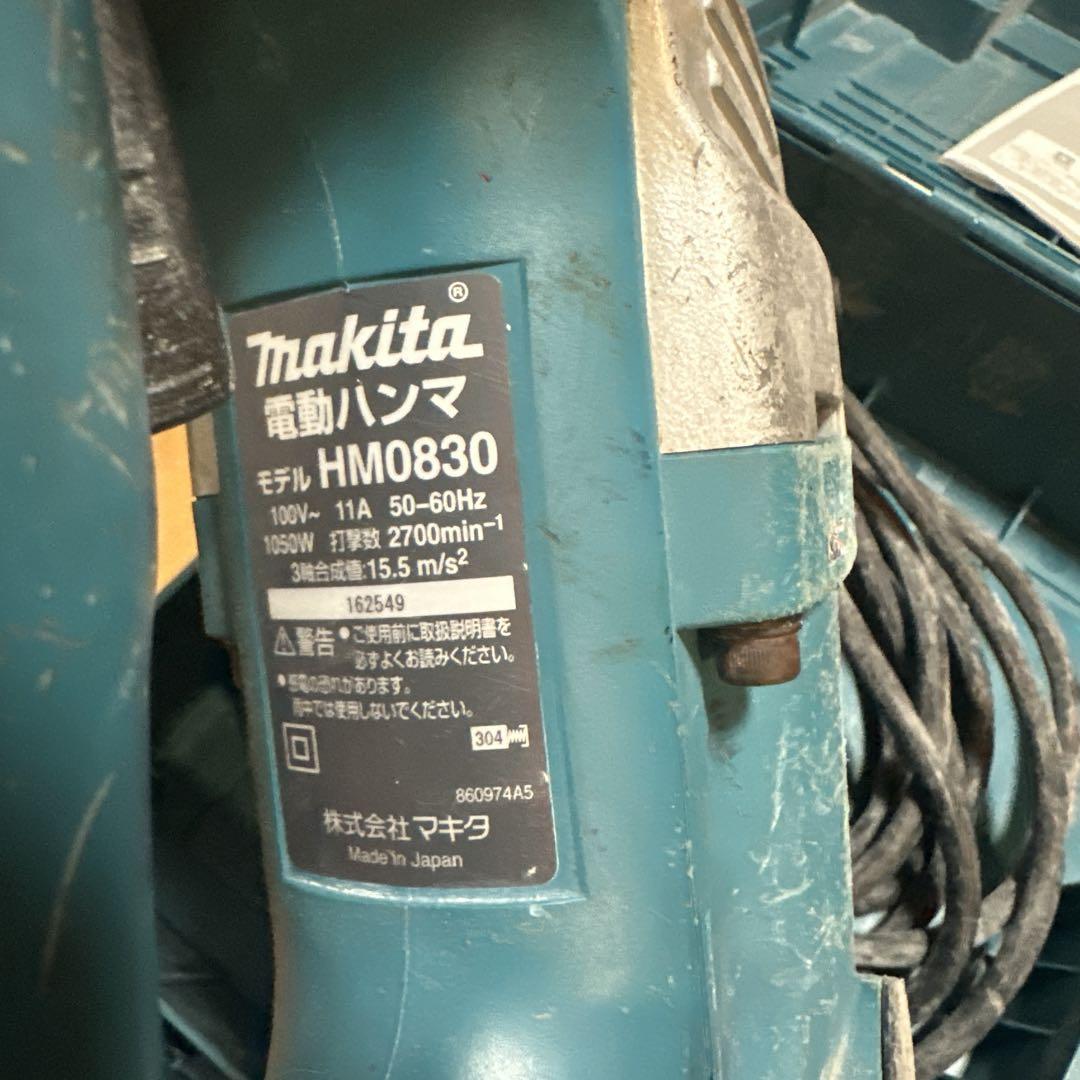 makita®
電動ハンマ
モデル HM0830
100V~ 11A 50-60Hz
1050W 打撃数 2700min⁻¹
3軸合成値:15.5 m/s²
162549
⚠警告 •ご使用前に取扱説明書を
必ずよくお読みください。
•感電の恐れがあります。
雨中では使用しないでください。
304
860974A5
株式会社マキタ
Made in Japan